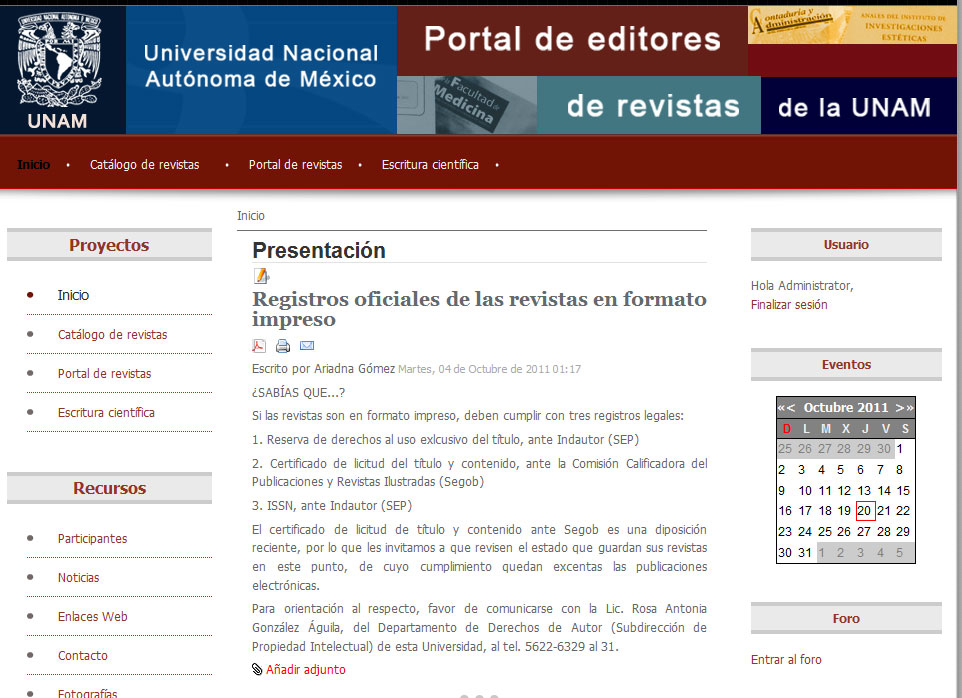 UNIVERSIDAD NACIONAL AVTONOMA DE MEXICO
UNAM
Universidad Nacional
Autónoma de México
Portal de editores
de revistas
de la UNAM
Facultad de
Medicina
Contaduría y
Administración
ANALES DEL INSTITUTO DE
INVESTIGACIONES
ESTÉTICAS
Inicio • Catálogo de revistas • Portal de revistas • Escritura científica •
Proyectos
• Inicio
• Catálogo de revistas
• Portal de revistas
• Escritura científica
Recursos
• Participantes
• Noticias
• Enlaces Web
• Contacto
• Fotografías
Inicio
Presentación
Registros oficiales de las revistas en formato
impreso
Escrito por Ariadna Gómez Martes, 04 de Octubre de 2011 01:17
¿SABÍAS QUE...?
Si las revistas son en formato impreso, deben cumplir con tres registros legales:
1. Reserva de derechos al uso exlcusivo del título, ante Indautor (SEP)
2. Certificado de licitud del título y contenido, ante la Comisión Calificadora del
Publicaciones y Revistas Ilustradas (Segob)
3. ISSN, ante Indautor (SEP)
El certificado de licitud de título y contenido ante Segob es una diposición
reciente, por lo que les invitamos a que revisen el estado que guardan sus revistas
en este punto, de cuyo cumplimiento quedan excentas las publicaciones
electrónicas.
Para orientación al respecto, favor de comunicarse con la Lic. Rosa Antonia
González Águila, del Departamento de Derechos de Autor (Subdirección de
Propiedad Intelectual) de esta Universidad, al tel. 5622-6329 al 31.
Añadir adjunto
Usuario
Hola Administrator,
Finalizar sesión
Eventos
«< Octubre 2011 >»
D L M X J V S
25 26 27 28 29 30 1
2 3 4 5 6 7 8
9 10 11 12 13 14 15
16 17 18 19 20 21 22
23 24 25 26 27 28 29
30 31 1 2 3 4 5
Foro
Entrar al foro